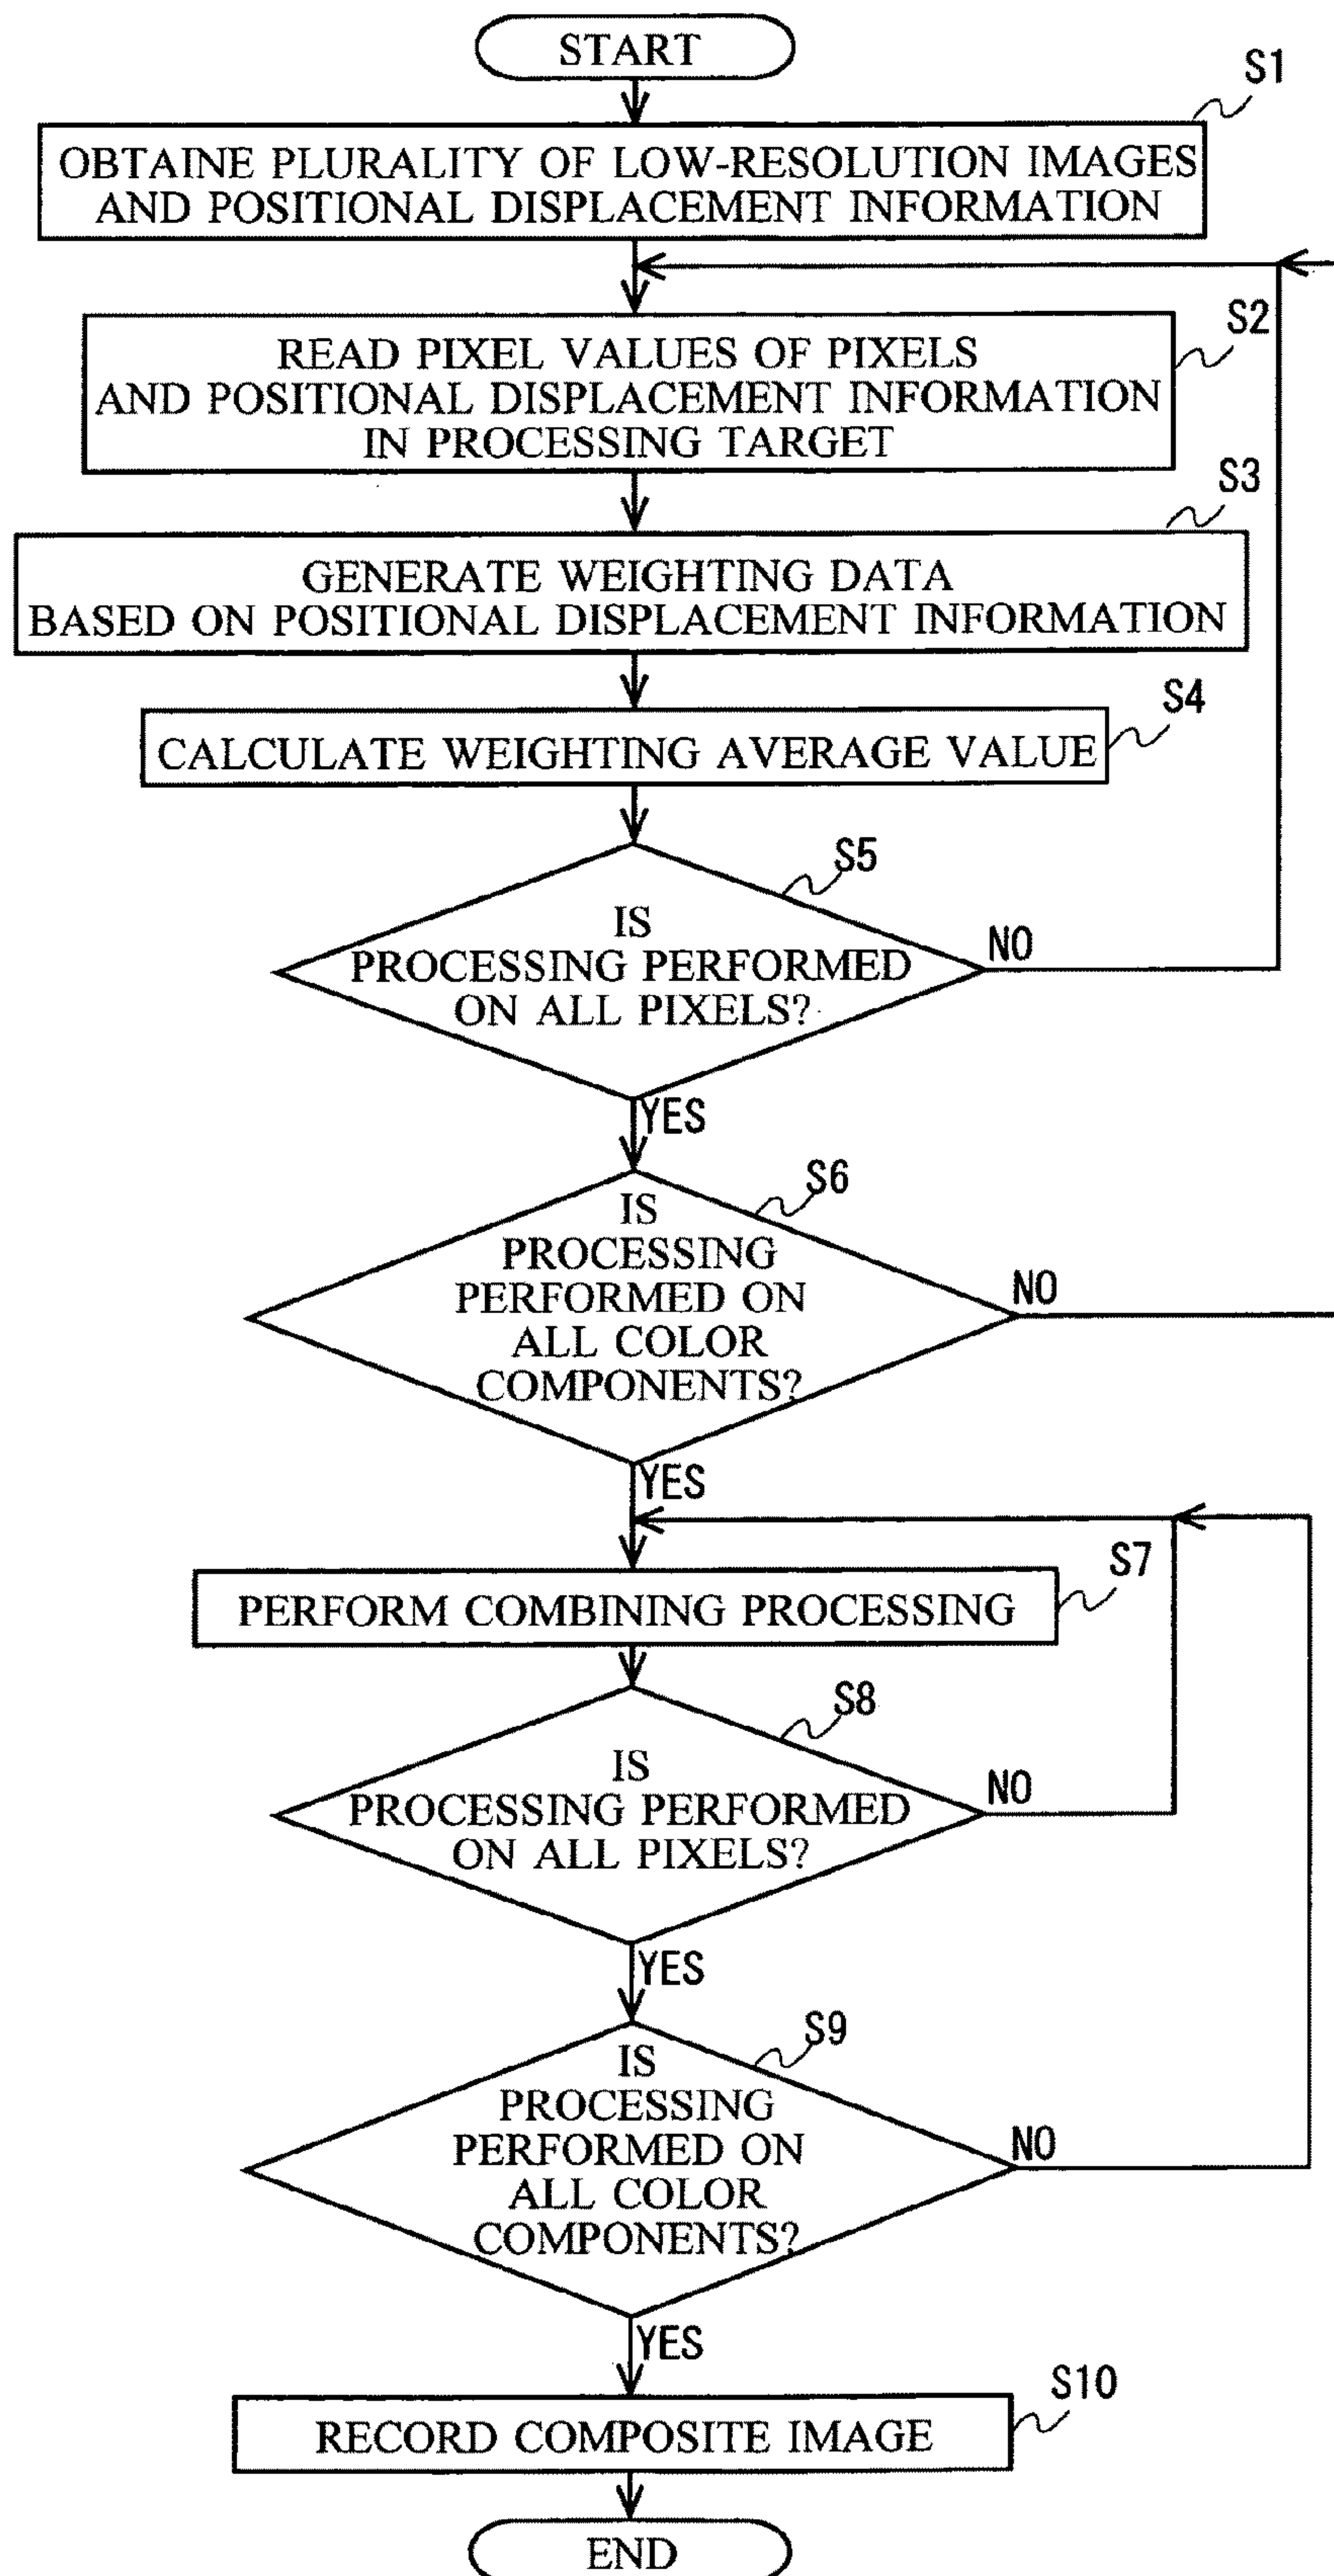 START
S1
OBTAINE PLURALITY OF LOW-RESOLUTION IMAGES
AND POSITIONAL DISPLACEMENT INFORMATION
S2
READ PIXEL VALUES OF PIXELS
AND POSITIONAL DISPLACEMENT INFORMATION
IN PROCESSING TARGET
S3
GENERATE WEIGHTING DATA
BASED ON POSITIONAL DISPLACEMENT INFORMATION
S4
CALCULATE WEIGHTING AVERAGE VALUE
S5
IS
PROCESSING PERFORMED
ON ALL PIXELS?
NO
YES
S6
IS
PROCESSING
PERFORMED ON
ALL COLOR
COMPONENTS?
NO
YES
S7
PERFORM COMBINING PROCESSING
S8
IS
PROCESSING PERFORMED
ON ALL PIXELS?
NO
YES
S9
IS
PROCESSING
PERFORMED ON
ALL COLOR
COMPONENTS?
NO
YES
S10
RECORD COMPOSITE IMAGE
END